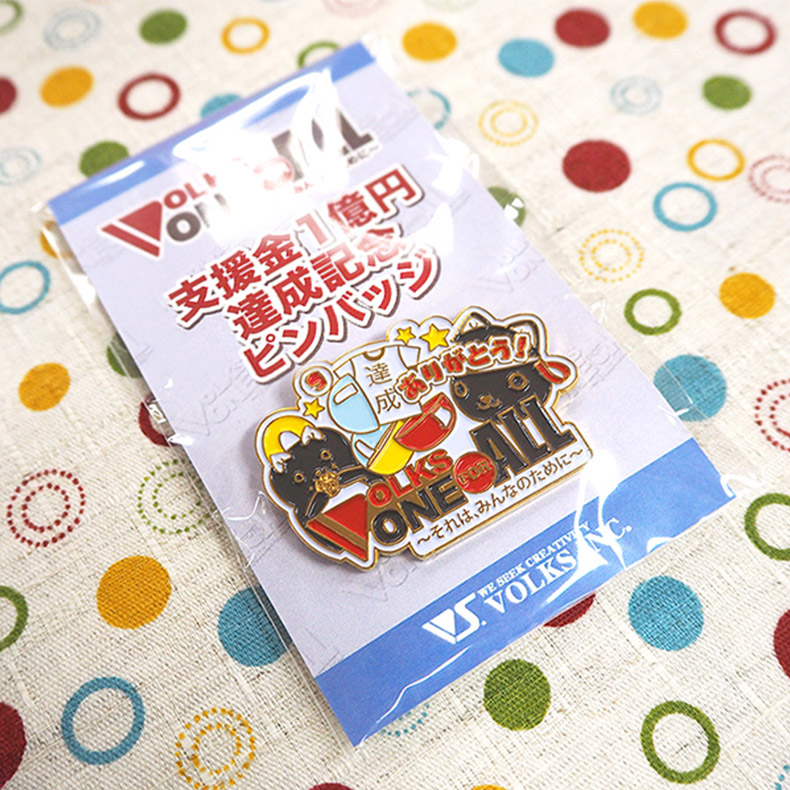 VOLKS
ONE FOR ALL
支援金1億円
達成記念
ピンバッジ
達成
ありがとう!
VOLKS
ONE FOR ALL
～それは、みんなのために～
WE SEEK CREATIVITY
VS. VOLKS INC.